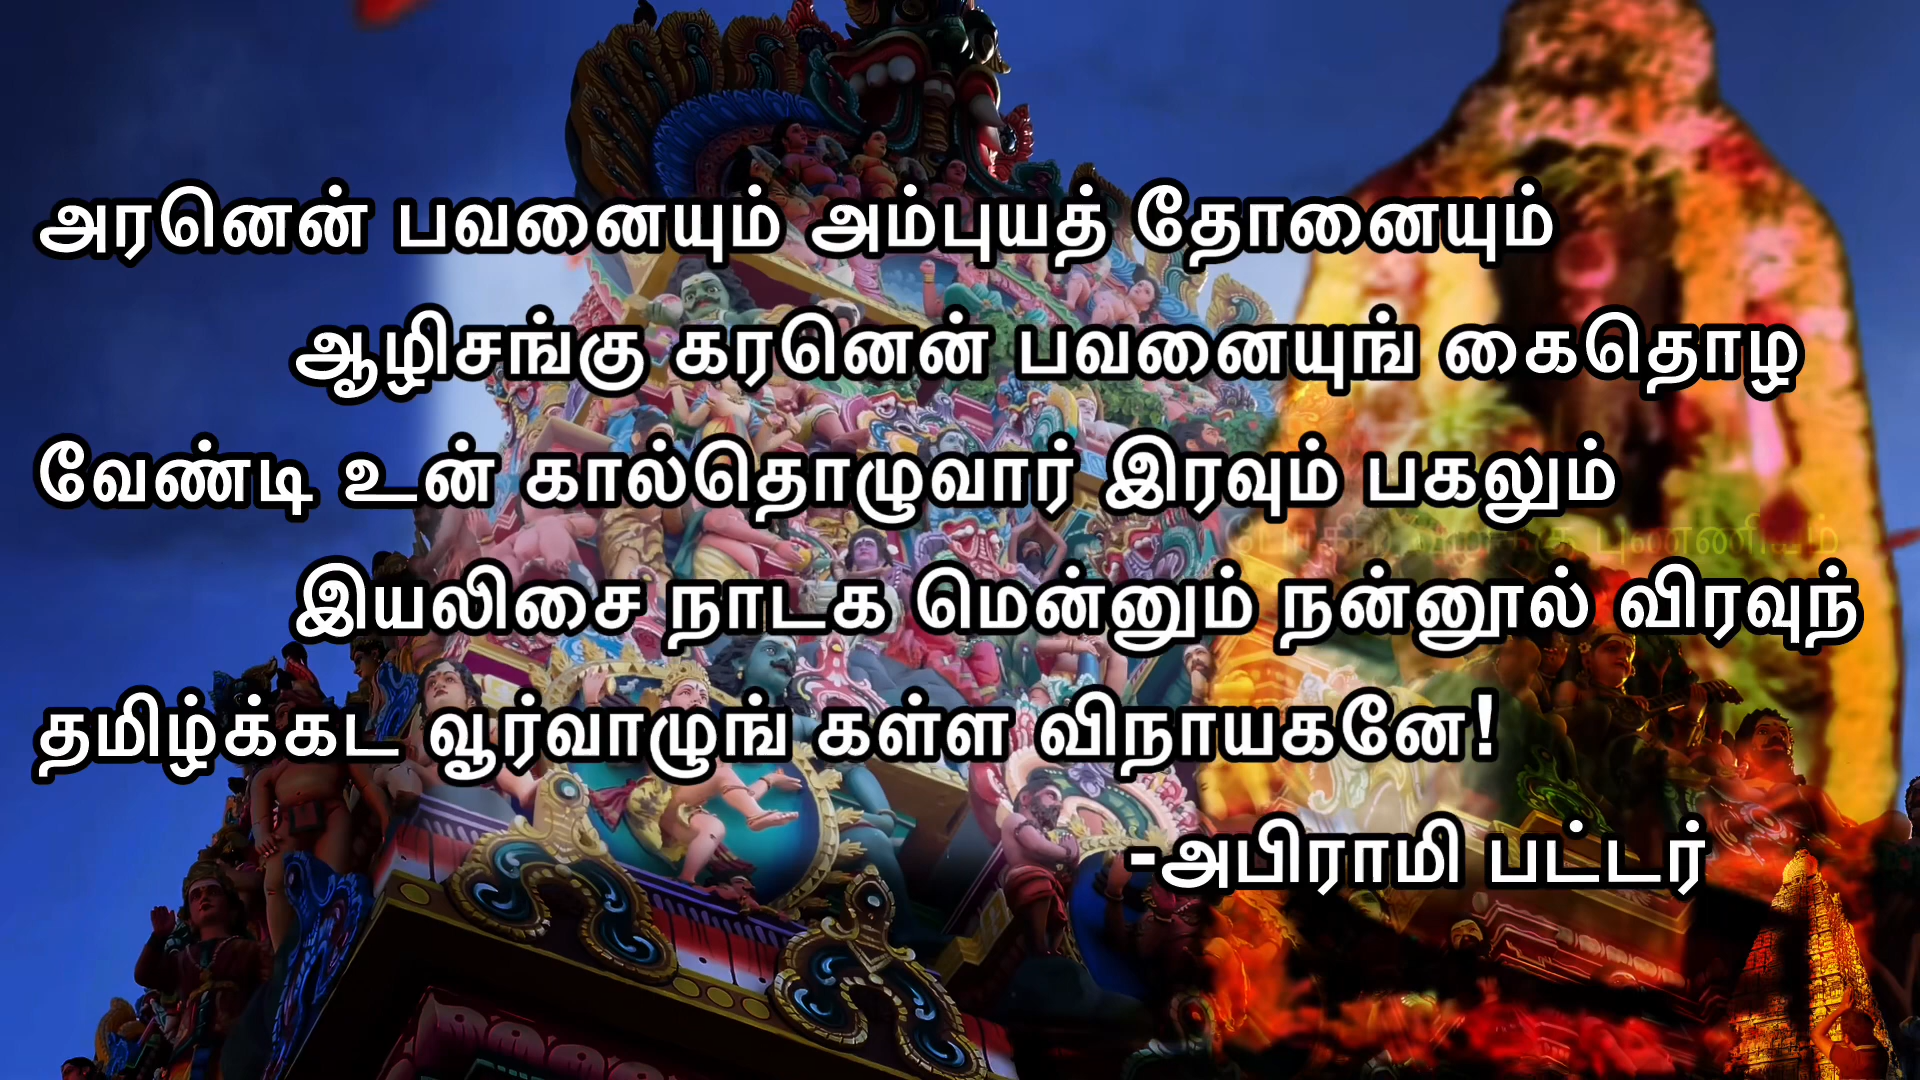 அரனென் பவனையும் அம்புயத் தோனையும்
ஆழிசங்கு கரனென் பவனையுங் கைதொழ
வேண்டி உன் கால்தொழுவார் இரவும் பகலும்
இயலிசை நாடக மென்னும் நன்னூல் விரவுந்
தமிழ்க்கட வூர்வாழுங் கள்ள விநாயகனே!
-அபிராமி பட்டர்